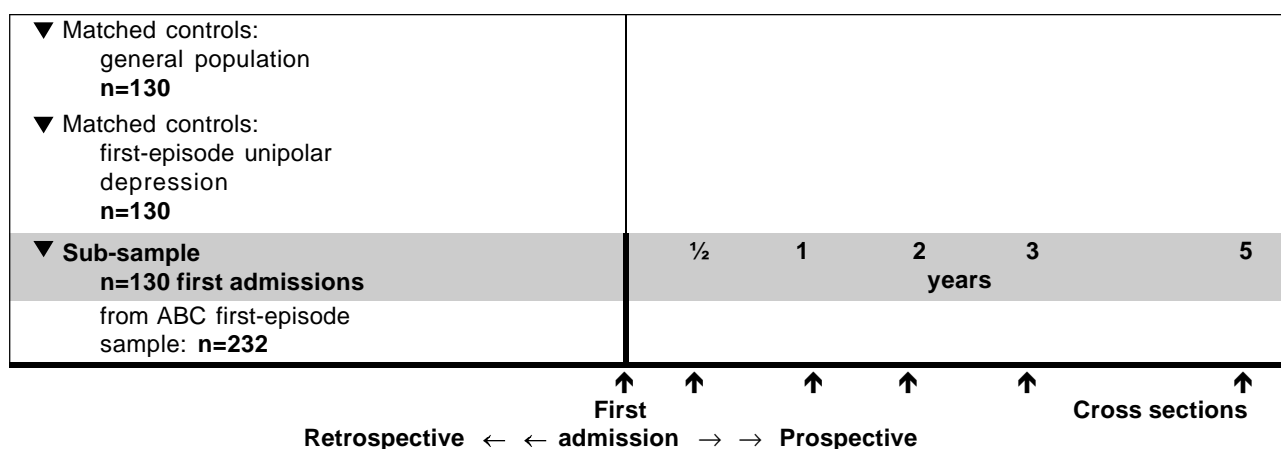 ▼ Matched controls:
general population
n=130
▼ Matched controls:
first-episode unipolar
depression
n=130
▼ Sub-sample ½ 1 2 3 5
n=130 first admissions years
from ABC first-episode
sample: n=232
↑ ↑ ↑ ↑ ↑ ↑
First Cross sections
Retrospective ← ← admission → → Prospective